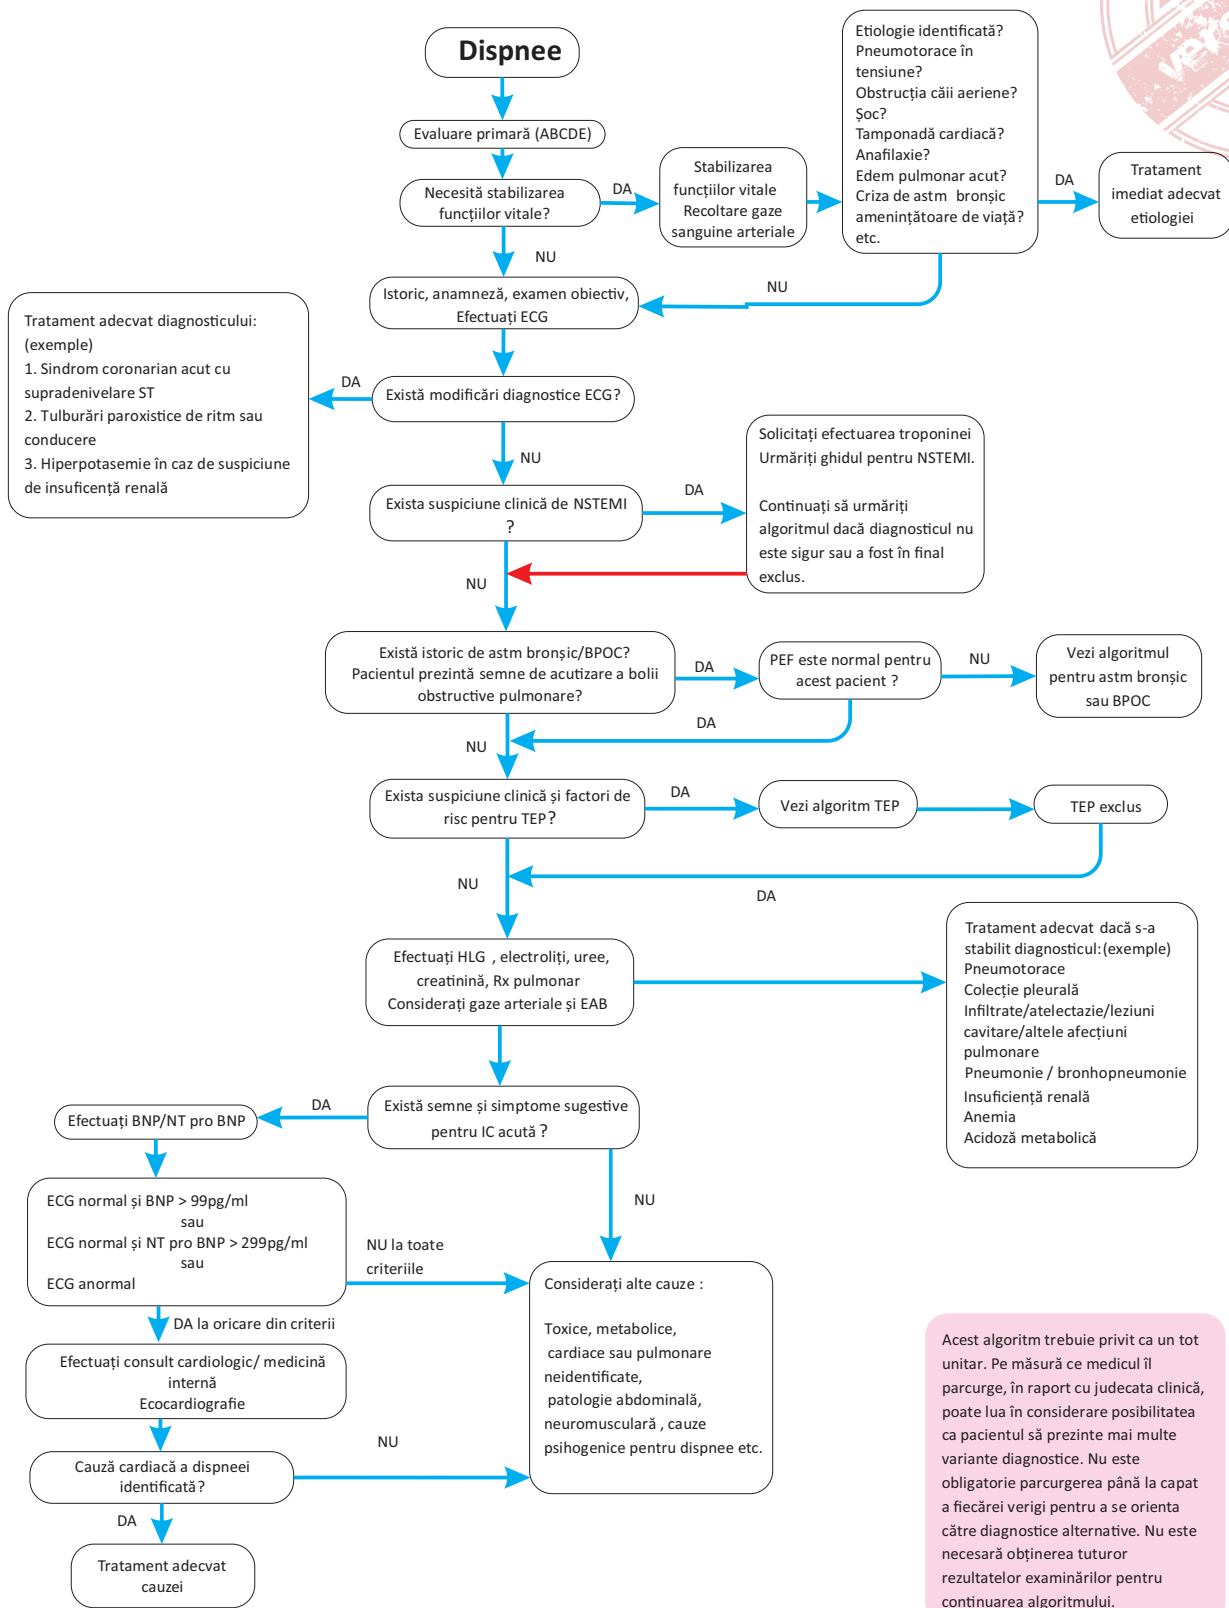 Dispnee
Evaluare primară (ABCDE)
Necesită stabilizarea
funcțiilor vitale?
DA
Stabilizarea
funcțiilor vitale
Recoltare gaze
sanguine arteriale
Etiologie identificată?
Pneumotorace în
tensiune?
Obstrucția căii aeriene?
Șoc?
Tamponadă cardiacă?
Anafilaxie?
Edem pulmonar acut?
Criza de astm bronșic
amenințătoare de viață?
etc.
DA
Tratament
imediat adecvat
etiologiei
NU
NU
Istoric, anamneză, examen obiectiv,
Efectuați ECG
Tratament adecvat diagnosticului:
(exemple)
1. Sindrom coronarian acut cu
supradenivelare ST
2. Tulburări paroxistice de ritm sau
conducere
3. Hiperpotasemie în caz de suspiciune
de insuficență renală
DA
Există modificări diagnostice ECG?
NU
Exista suspiciune clinică de NSTEMI
?
DA
Solicitați efectuarea troponinei
Urmăriți ghidul pentru NSTEMI.
Continuați să urmăriți
algoritmul dacă diagnosticul nu
este sigur sau a fost în final
exclus.
NU
Există istoric de astm bronșic/BPOC?
Pacientul prezintă semne de acutizare a bolii
obstructive pulmonare?
DA
PEF este normal pentru
acest pacient ?
NU
Vezi algoritmul
pentru astm bronșic
sau BPOC
DA
NU
Exista suspiciune clinică și factori de
risc pentru TEP?
DA
Vezi algoritm TEP
TEP exclus
NU
DA
Efectuați HLG , electroliți, uree,
creatinină, Rx pulmonar
Considerați gaze arteriale și EAB
Tratament adecvat dacă s-a
stabilit diagnosticul:(exemple)
Pneumotorace
Colecție pleurală
Infiltrate/atelectazie/leziuni
cavitare/altele afecțiuni
pulmonare
Pneumonie / bronhopneumonie
Insuficiență renală
Anemia
Acidoză metabolică
Există semne și simptome sugestive
pentru IC acută ?
DA
Efectuați BNP/NT pro BNP
NU
ECG normal și BNP > 99pg/ml
sau
ECG normal și NT pro BNP > 299pg/ml
sau
ECG anormal
NU la toate
criteriile
DA la oricare din criterii
Considerați alte cauze :
Toxice, metabolice,
cardiace sau pulmonare
neidentificate,
patologie abdominală,
neuromusculară , cauze
psihogenice pentru dispnee etc.
Efectuați consult cardiologic/ medicină
internă
Ecocardiografie
NU
Cauză cardiacă a dispneei
identificată?
DA
Tratament adecvat
cauzei
Acest algoritm trebuie privit ca un tot
unitar. Pe măsură ce medicul îl
parcurge, în raport cu judecata clinică,
poate lua în considerare posibilitatea
ca pacientul să prezinte mai multe
variante diagnostice. Nu este
obligatorie parcurgerea până la capat
a fiecărei verigi pentru a se orienta
către diagnostice alternative. Nu este
necesară obținerea tuturor
rezultatelor examinărilor pentru
continuarea algoritmului.